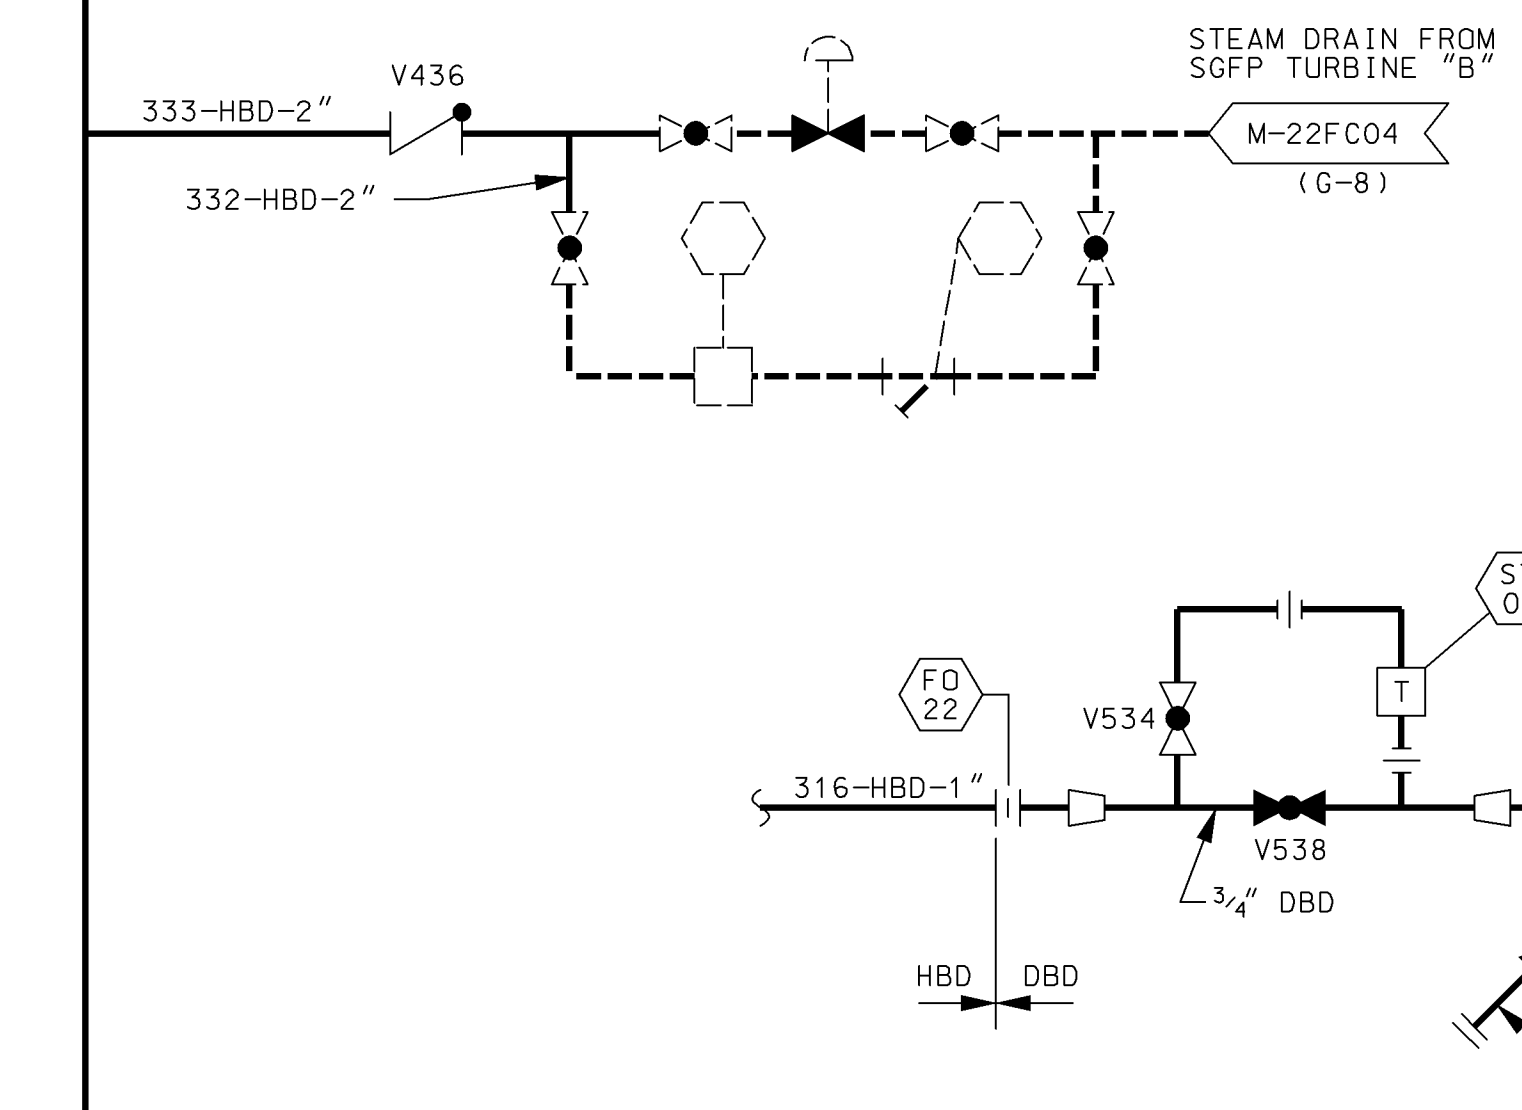 STEAM DRAIN FROM
SGFP TURBINE "B"
V436
333-HBD-2"
M-22FC04
(G-8)
332-HBD-2"
FO
22
T
V534
316-HBD-1"
V538
3/4" DBD
HBD
DBD